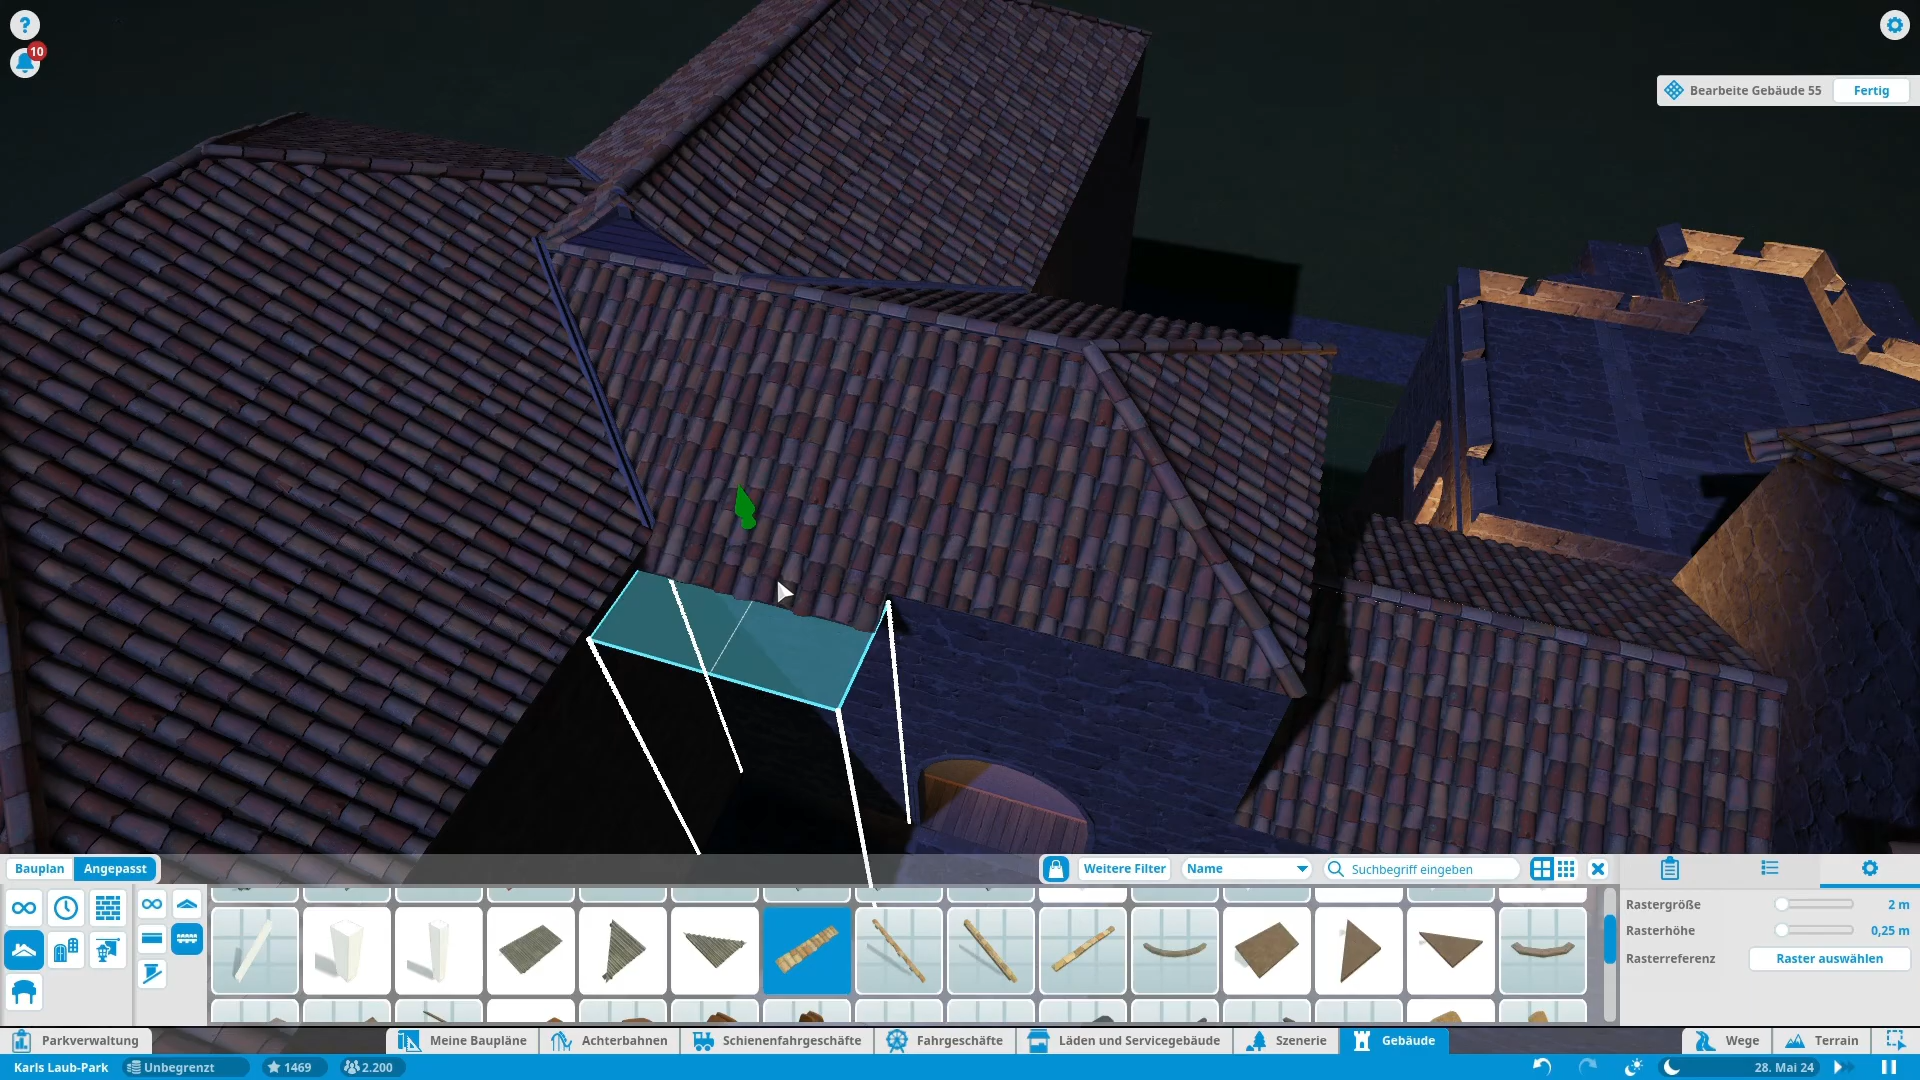 ?
10
Bearbeite Gebäude 55
Fertig
Bauplan
Angepasst
Weitere Filter
Name
Suchbegriff eingeben
Rastergröße
2 m
Rasterhöhe
0,25 m
Rasterreferenz
Raster auswählen
Parkverwaltung
Meine Baupläne
Achterbahnen
Schienenfahrgeschäfte
Fahrgeschäfte
Läden und Servicegebäude
Szenerie
Gebäude
Wege
Terrain
Karls Laub-Park
Unbegrenzt
1469
2.200
28. Mai 24